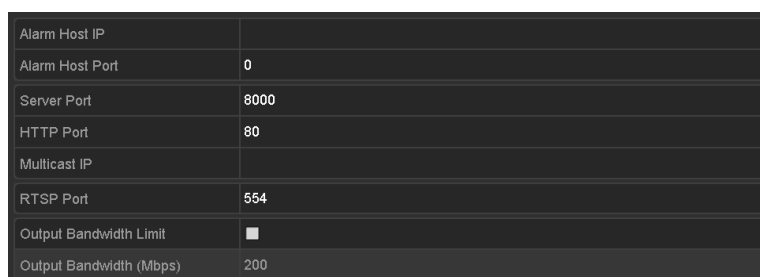 Alarm Host IP
Alarm Host Port 0
Server Port 8000
HTTP Port 80
Multicast IP
RTSP Port 554
Output Bandwidth Limit
Output Bandwidth (Mbps) 200